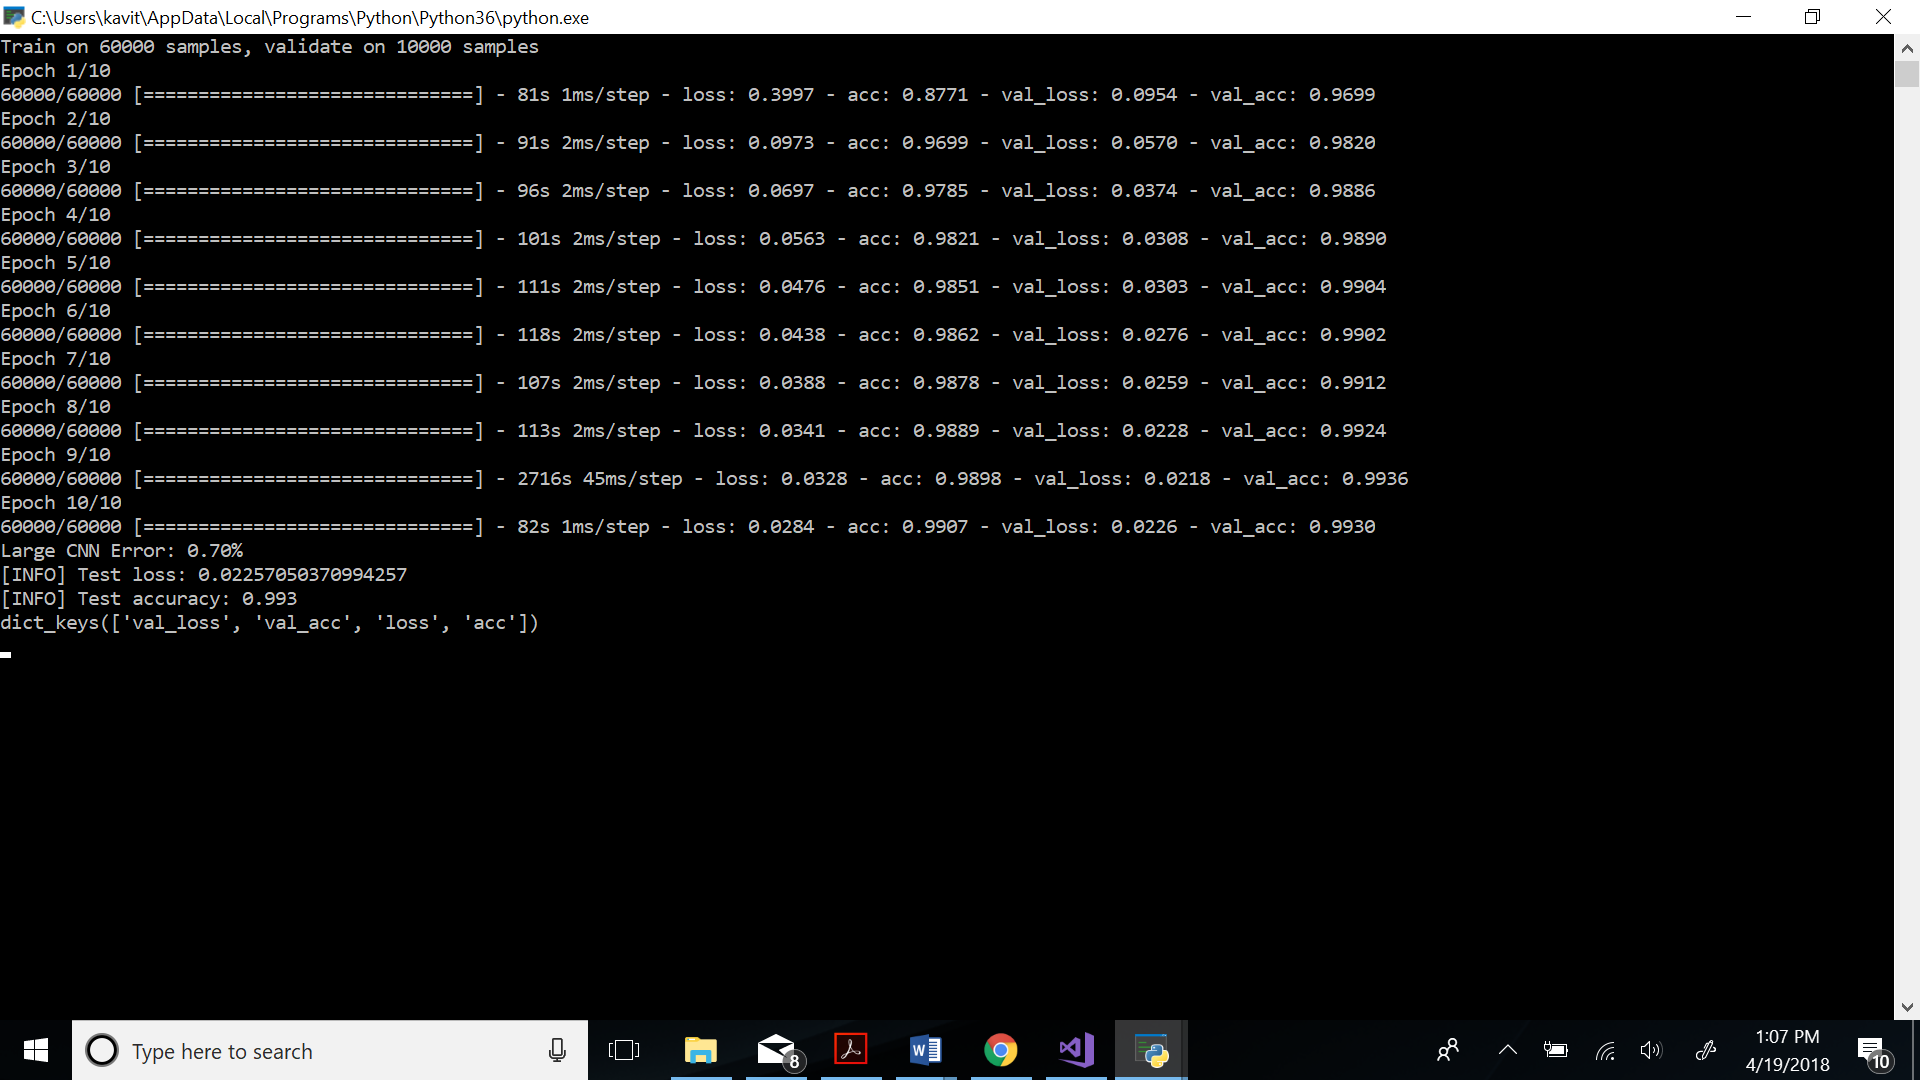 C:\Users\kavit\AppData\Local\Programs\Python\Python36\python.exe
Train on 60000 samples, validate on 10000 samples
Epoch 1/10
60000/60000 [==============================] - 81s 1ms/step - loss: 0.3997 - acc: 0.8771 - val_loss: 0.0954 - val_acc: 0.9699
Epoch 2/10
60000/60000 [==============================] - 91s 2ms/step - loss: 0.0973 - acc: 0.9699 - val_loss: 0.0570 - val_acc: 0.9820
Epoch 3/10
60000/60000 [==============================] - 96s 2ms/step - loss: 0.0697 - acc: 0.9785 - val_loss: 0.0374 - val_acc: 0.9886
Epoch 4/10
60000/60000 [==============================] - 101s 2ms/step - loss: 0.0563 - acc: 0.9821 - val_loss: 0.0308 - val_acc: 0.9890
Epoch 5/10
60000/60000 [==============================] - 111s 2ms/step - loss: 0.0476 - acc: 0.9851 - val_loss: 0.0303 - val_acc: 0.9904
Epoch 6/10
60000/60000 [==============================] - 118s 2ms/step - loss: 0.0438 - acc: 0.9862 - val_loss: 0.0276 - val_acc: 0.9902
Epoch 7/10
60000/60000 [==============================] - 107s 2ms/step - loss: 0.0388 - acc: 0.9878 - val_loss: 0.0259 - val_acc: 0.9912
Epoch 8/10
60000/60000 [==============================] - 113s 2ms/step - loss: 0.0341 - acc: 0.9889 - val_loss: 0.0228 - val_acc: 0.9924
Epoch 9/10
60000/60000 [==============================] - 2716s 45ms/step - loss: 0.0328 - acc: 0.9898 - val_loss: 0.0218 - val_acc: 0.9936
Epoch 10/10
60000/60000 [==============================] - 82s 1ms/step - loss: 0.0284 - acc: 0.9907 - val_loss: 0.0226 - val_acc: 0.9930
Large CNN Error: 0.70%
[INFO] Test loss: 0.02257050370994257
[INFO] Test accuracy: 0.993
dict_keys(['val_loss', 'val_acc', 'loss', 'acc'])
Type here to search
8
1:07 PM
4/19/2018
10